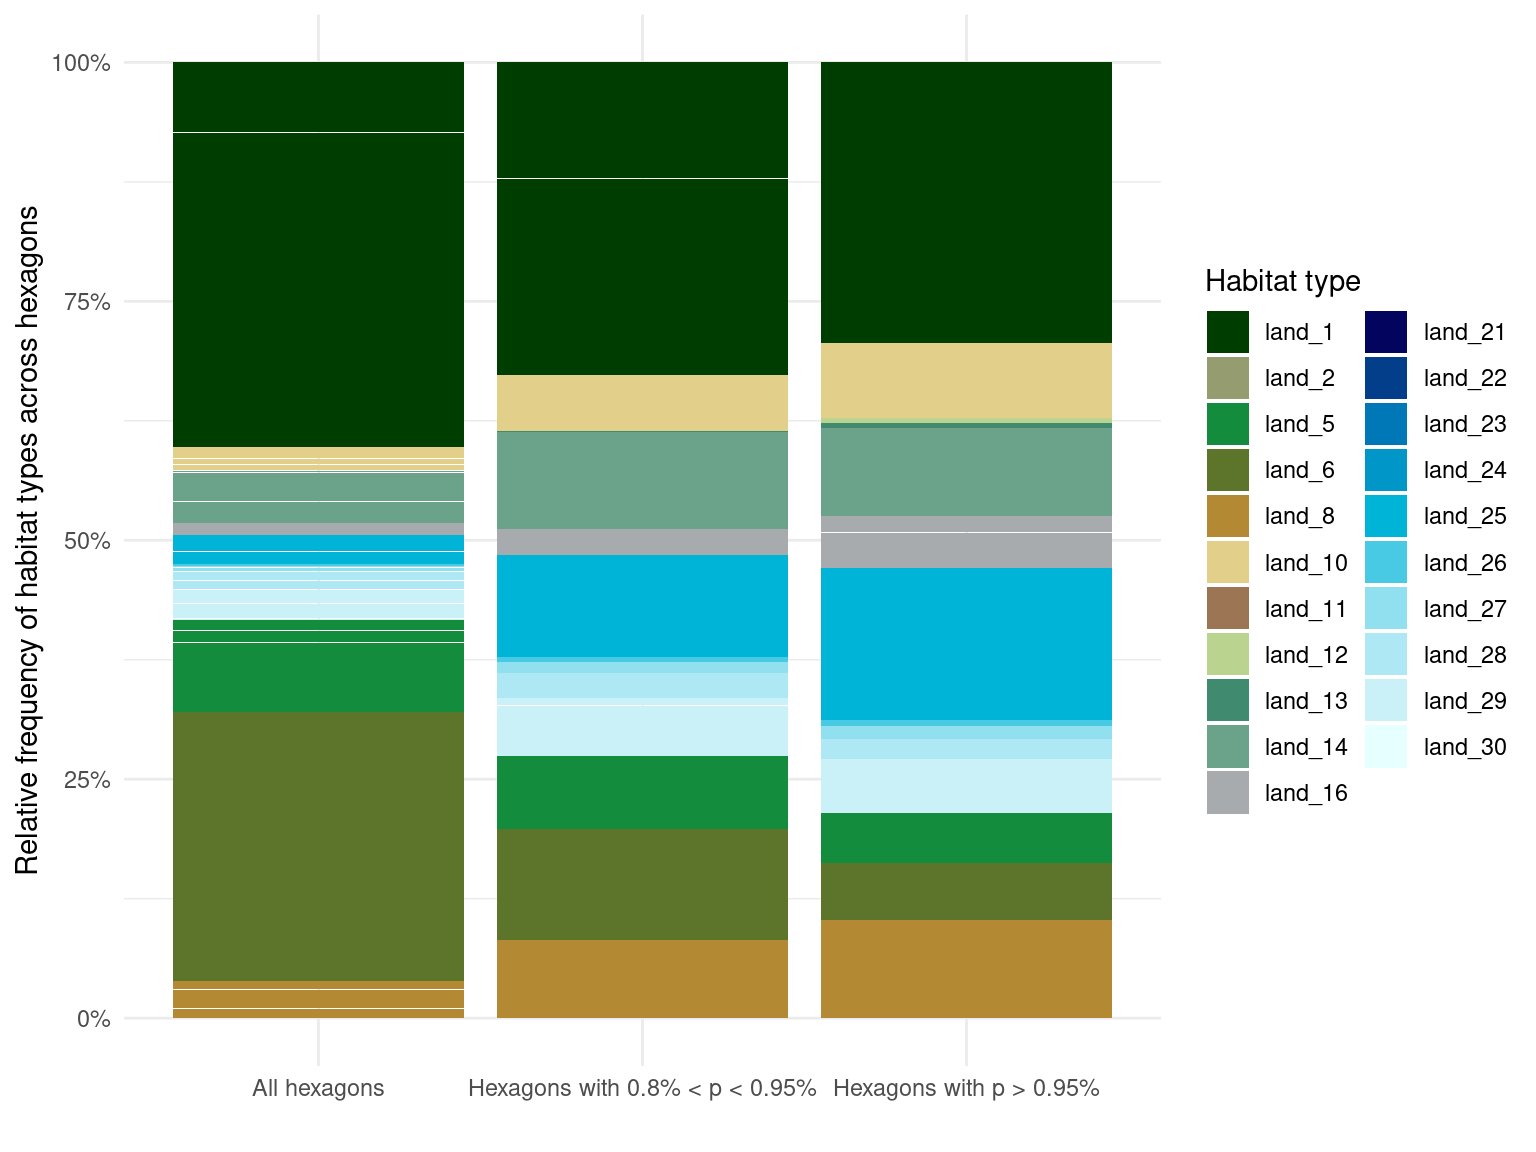 100%
75%
50%
25%
0%
Relative frequency of habitat types across hexagons
All hexagons
Hexagons with 0.8% < p < 0.95%
Hexagons with p > 0.95%
Habitat type
land_1
land_2
land_5
land_6
land_8
land_10
land_11
land_12
land_13
land_14
land_16
land_21
land_22
land_23
land_24
land_25
land_26
land_27
land_28
land_29
land_30